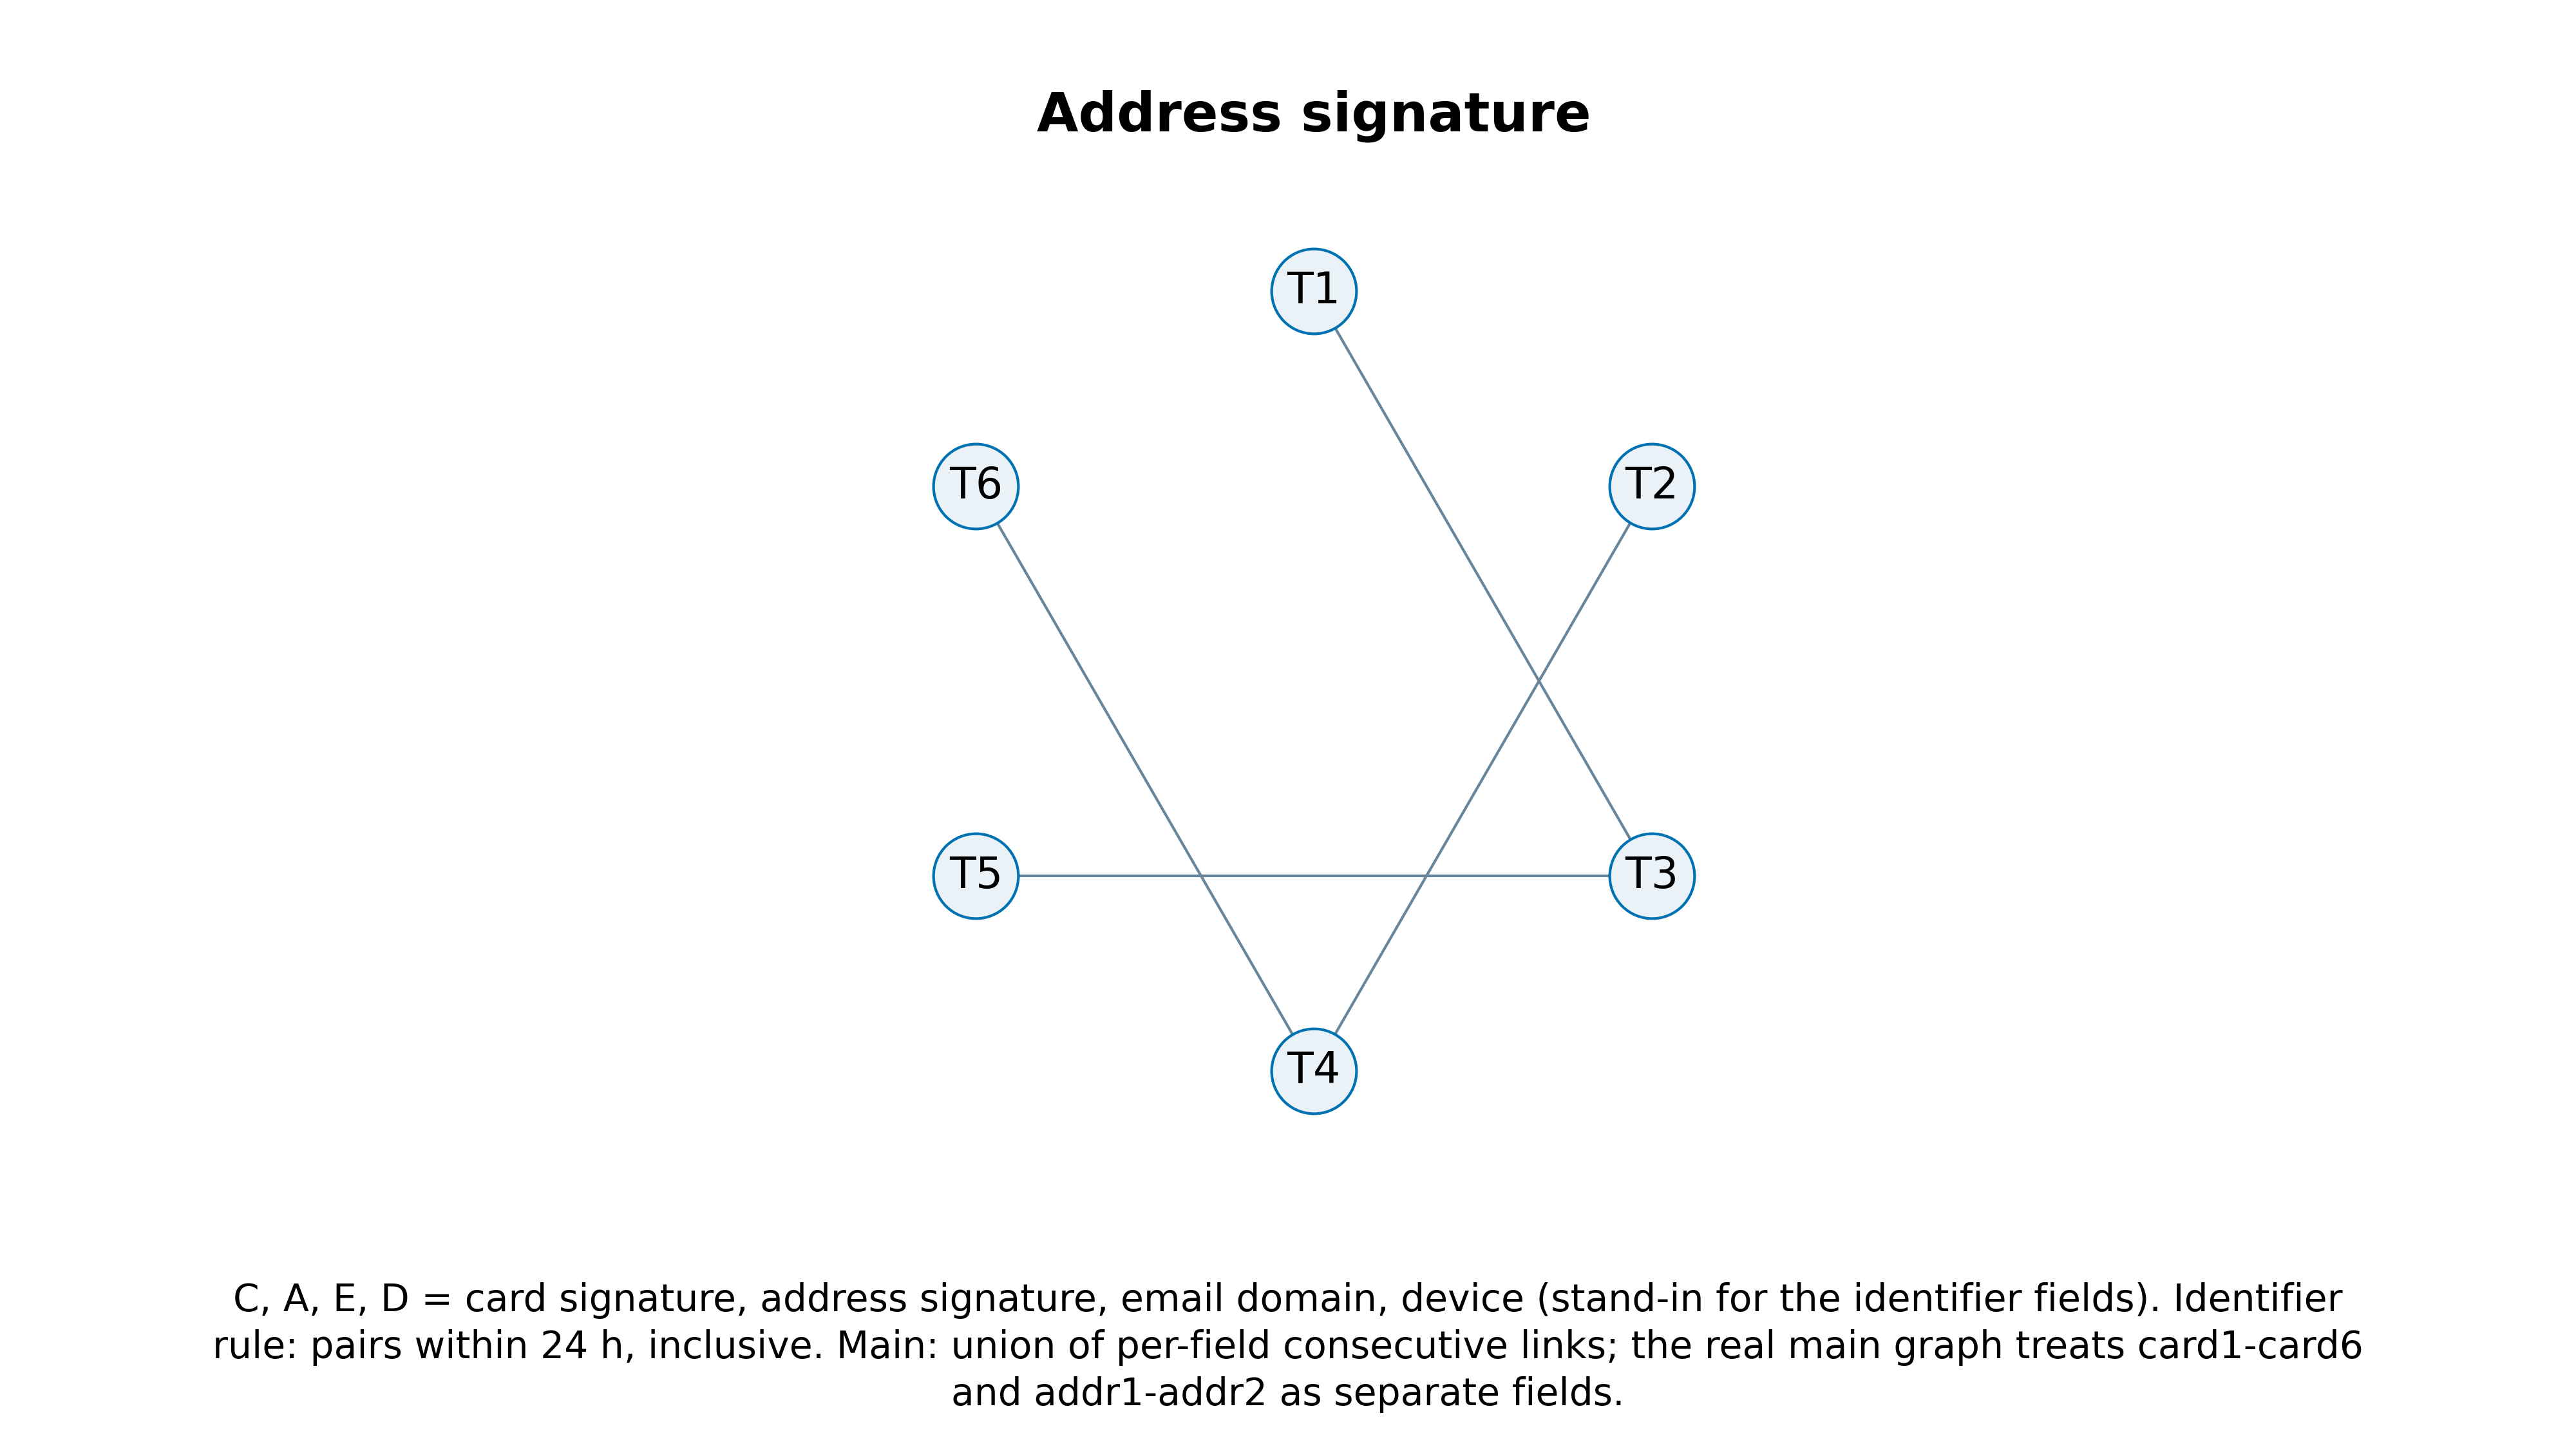 Address signature
T1
T6
T2
T5
T3
T4
C, A, E, D = card signature, address signature, email domain, device (stand-in for the identifier fields). Identifier
rule: pairs within 24 h, inclusive. Main: union of per-field consecutive links; the real main graph treats card1-card6
and addr1-addr2 as separate fields.